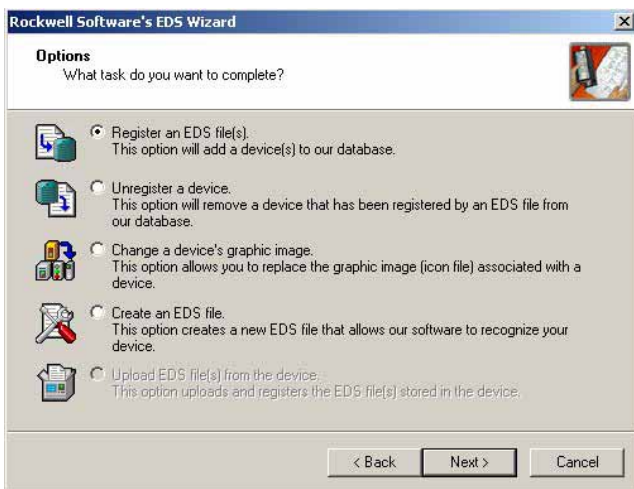 Rockwell Software's EDS Wizard
Options
What task do you want to complete?
Register an EDS file(s).
This option will add a device(s) to our database.
Unregister a device.
This option will remove a device that has been registered by an EDS file from
our database.
Change a device's graphic image.
This option allows you to replace the graphic image (icon file) associated with a
device.
Create an EDS file.
This option creates a new EDS file that allows our software to recognize your
device.
Upload EDS file(s) from the device.
This option uploads and registers the EDS file(s) stored in the device.
< Back Next > Cancel